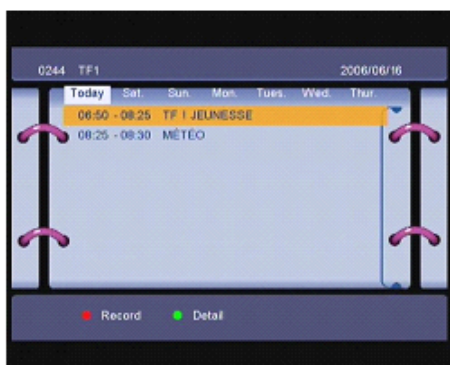 0244 TF1 2006/06/16
Today Sat. Sun. Mon. Tues. Wed. Thur.
06:50 - 08:25 TF ! JEUNESSE
08:25 - 08:30 MÉTÉO
Record Detail